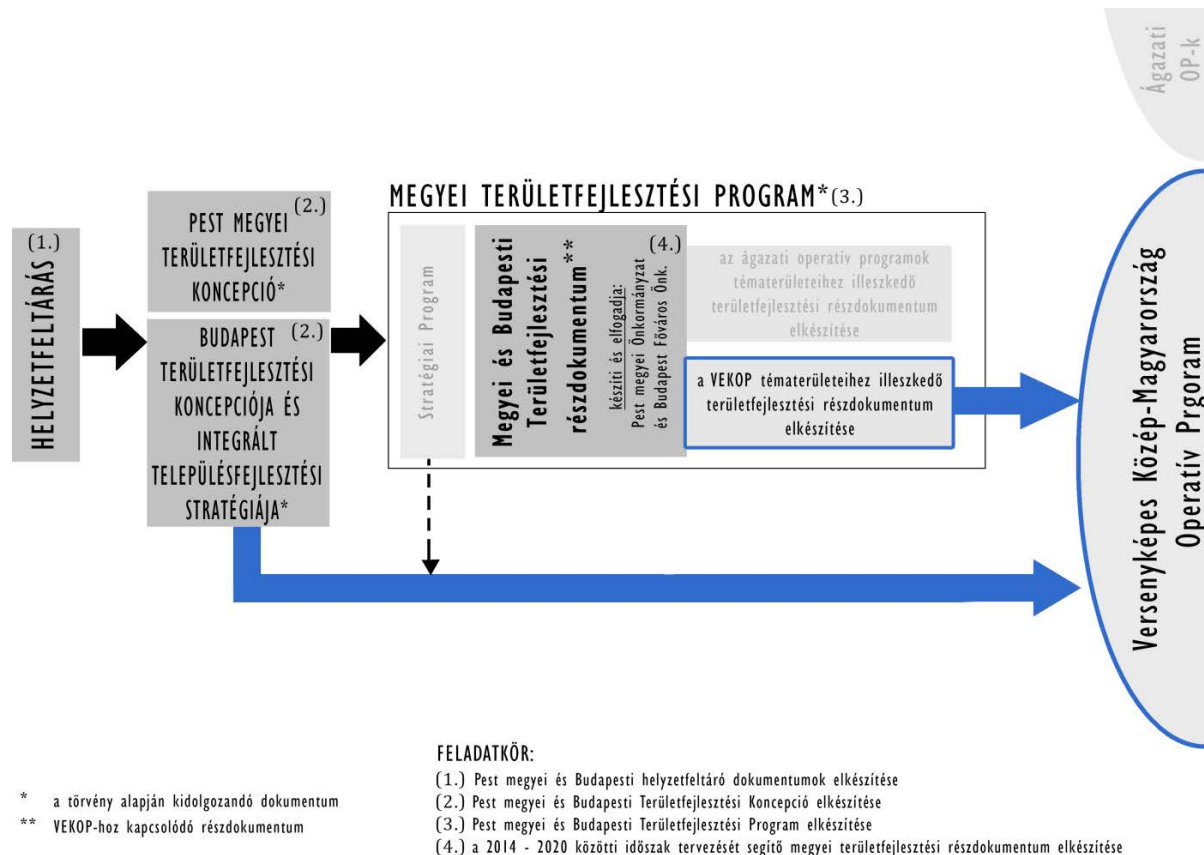 Ágazati
OP-k
MEGYEI TERÜLETFEJLESZTÉSI PROGRAM*(3.)
(1.)
HELYZETFELTÁRÁS
(2.)
PEST MEGYEI
TERÜLETFEJLESZTÉSI
KONCEPCIÓ*
(2.)
BUDAPEST
TERÜLETFEJLESZTÉSI
KONCEPCIÓJA ÉS
INTEGRÁLT
TELEPÜLÉSFEJLESZTÉSI
STRATÉGIÁJA*
Stratégiai Program
Megyei és Budapesti
Területfejlesztési
részdokumentum**
(4.)
készíti és elfogadja:
Pest megyei Önkormányzat
és Budapest Főváros Önk.
az ágazati operatív programok
tématerületeihez illeszkedő
területfejlesztési részdokumentum
elkészítése
a VEKOP tématerületeihez illeszkedő
területfejlesztési részdokumentum
elkészítése
Versenyképes Közép-Magyarország
Operatív Prgoram
* a törvény alapján kidolgozandó dokumentum
** VEKOP-hoz kapcsolódó részdokumentum
FELADATKÖR:
(1.) Pest megyei és Budapesti helyzetfeltáró dokumentumok elkészítése
(2.) Pest megyei és Budapesti Területfejlesztési Koncepció elkészítése
(3.) Pest megyei és Budapesti Területfejlesztési Program elkészítése
(4.) a 2014 - 2020 közötti időszak tervezését segítő megyei területfejlesztési részdokumentum elkészítése